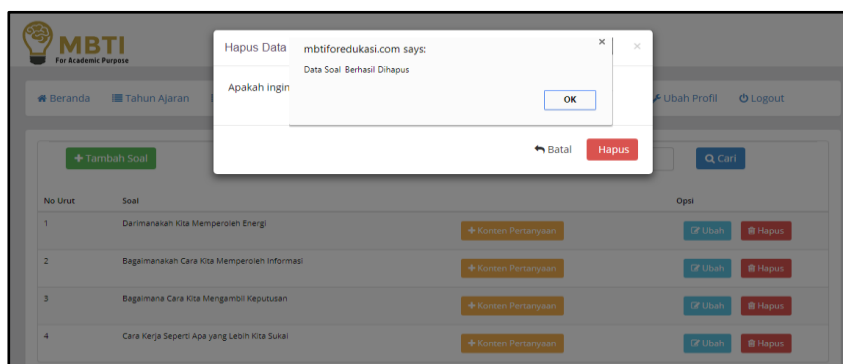 MBTI
For Academic Purpose
Hapus Data
mbtiforedukasi.com says:
Data Soal Berhasil Dihapus
Apakah ingin
OK
Batal Hapus
Beranda Tahun Ajaran Ubah Profil Logout
Tambah Soal Cari
No Urut Soal Opsi
1 Darimanakah Kita Memperoleh Energi Konten Pertanyaan Ubah Hapus
2 Bagaimanakah Cara Kita Memperoleh Informasi Konten Pertanyaan Ubah Hapus
3 Bagaimana Cara Kita Mengambil Keputusan Konten Pertanyaan Ubah Hapus
4 Cara Kerja Seperti Apa yang Lebih Kita Sukai Konten Pertanyaan Ubah Hapus